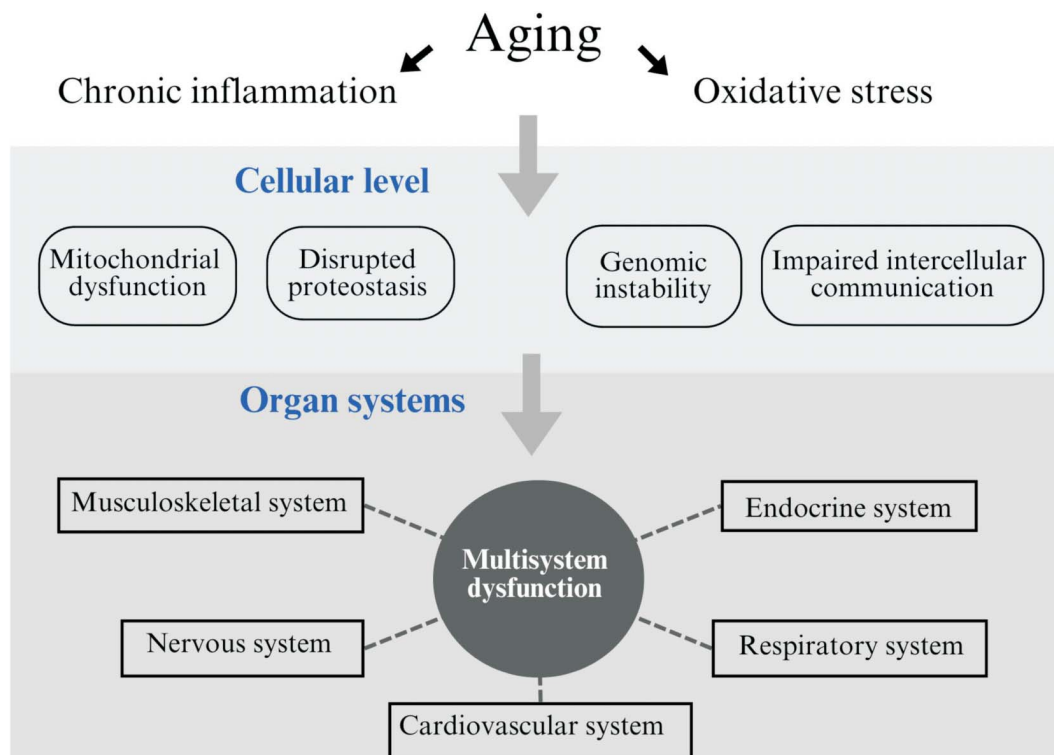 Aging
Chronic inflammation
Oxidative stress
Cellular level
Mitochondrial
dysfunction
Disrupted
proteostasis
Genomic
instability
Impaired intercellular
communication
Organ systems
Musculoskeletal system
Endocrine system
Multisystem
dysfunction
Nervous system
Respiratory system
Cardiovascular system